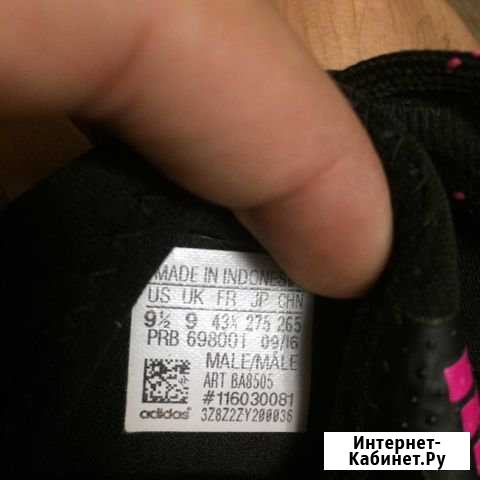 MADE IN INDONES
US UK FR JP CHN
9½ 9 43⅓ 275 265
PRB 698001 09/16
MALE/MÂLE
ART BA8505
#116030081
adidas 3Z8Z2ZY200036
Интернет-
Кабинет.Ру